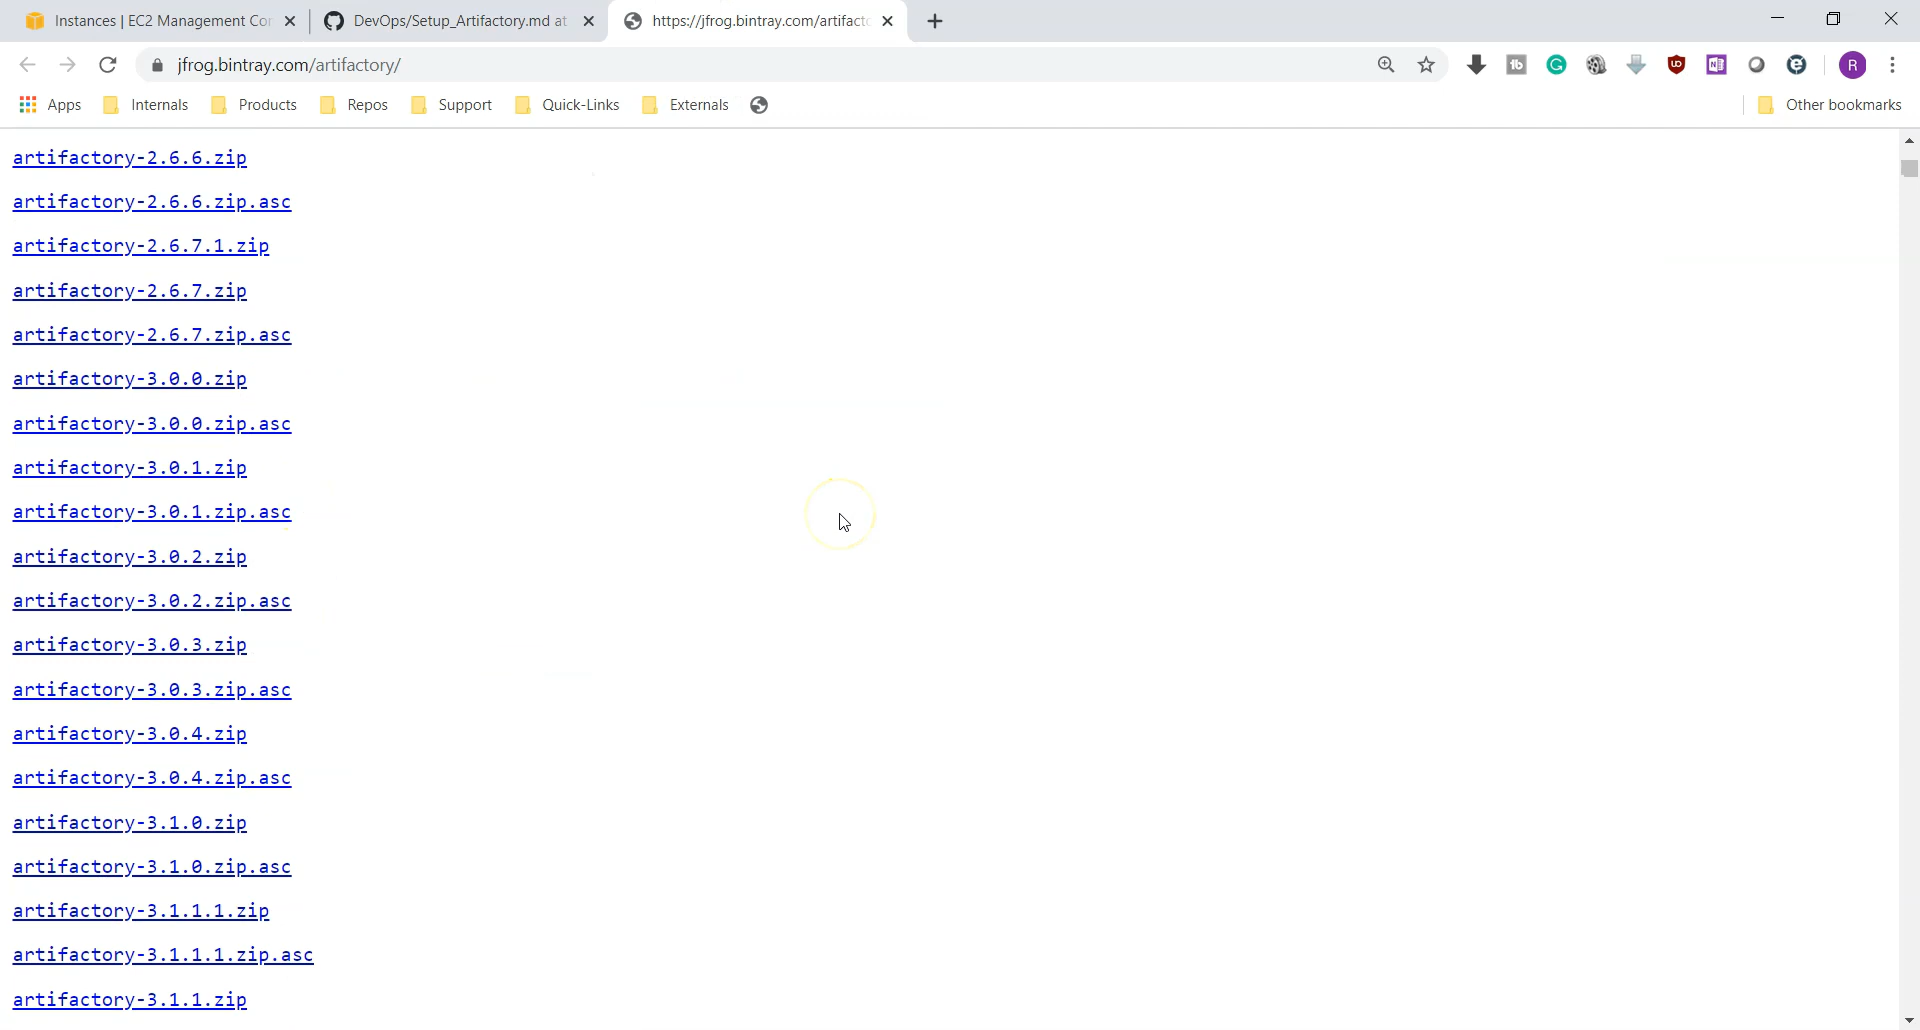 Instances | EC2 Management Co
DevOps/Setup_Artifactory.md at
https://jfrog.bintray.com/artifacto
jfrog.bintray.com/artifactory/
R
Apps
Internals
Products
Repos
Support
Quick-Links
Externals
Other bookmarks
artifactory-2.6.6.zip
artifactory-2.6.6.zip.asc
artifactory-2.6.7.1.zip
artifactory-2.6.7.zip
artifactory-2.6.7.zip.asc
artifactory-3.0.0.zip
artifactory-3.0.0.zip.asc
artifactory-3.0.1.zip
artifactory-3.0.1.zip.asc
artifactory-3.0.2.zip
artifactory-3.0.2.zip.asc
artifactory-3.0.3.zip
artifactory-3.0.3.zip.asc
artifactory-3.0.4.zip
artifactory-3.0.4.zip.asc
artifactory-3.1.0.zip
artifactory-3.1.0.zip.asc
artifactory-3.1.1.1.zip
artifactory-3.1.1.1.zip.asc
artifactory-3.1.1.zip